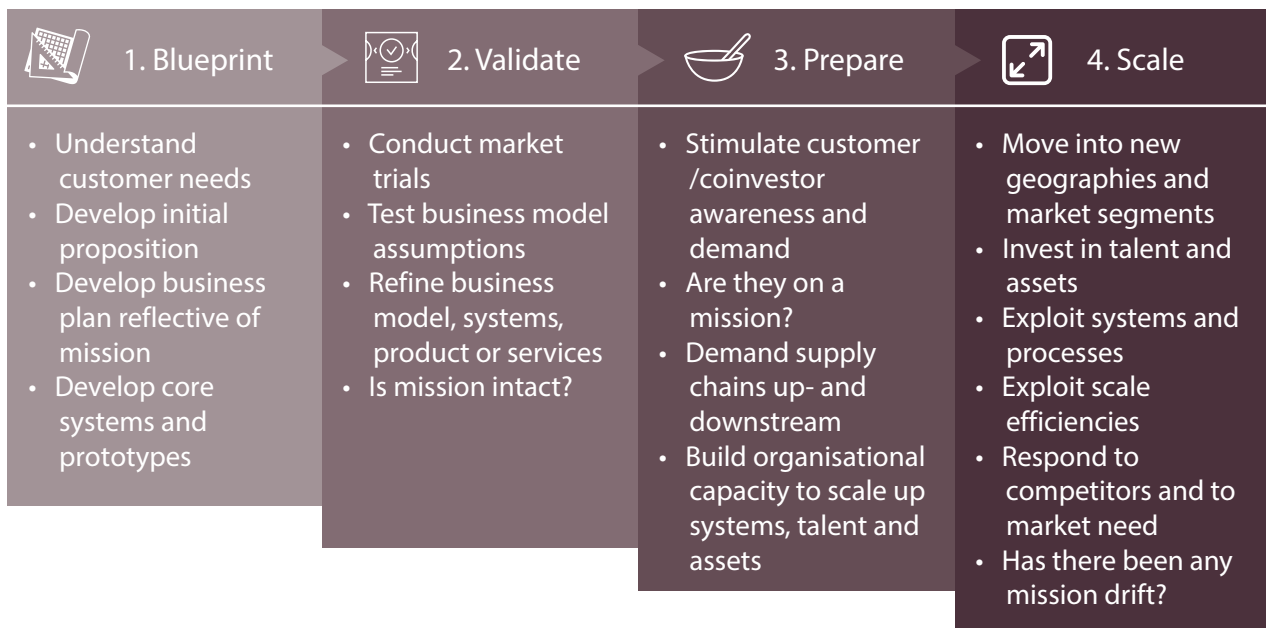 1. Blueprint
• Understand
customer needs
• Develop initial
proposition
• Develop business
plan reflective of
mission
• Develop core
systems and
prototypes
2. Validate
• Conduct market
trials
• Test business model
assumptions
• Refine business
model, systems,
product or services
• Is mission intact?
3. Prepare
• Stimulate customer
/coinvestor
awareness and
demand
• Are they on a
mission?
• Demand supply
chains up- and
downstream
• Build organisational
capacity to scale up
systems, talent and
assets
4. Scale
• Move into new
geographies and
market segments
• Invest in talent and
assets
• Exploit systems and
processes
• Exploit scale
efficiencies
• Respond to
competitors and to
market need
• Has there been any
mission drift?